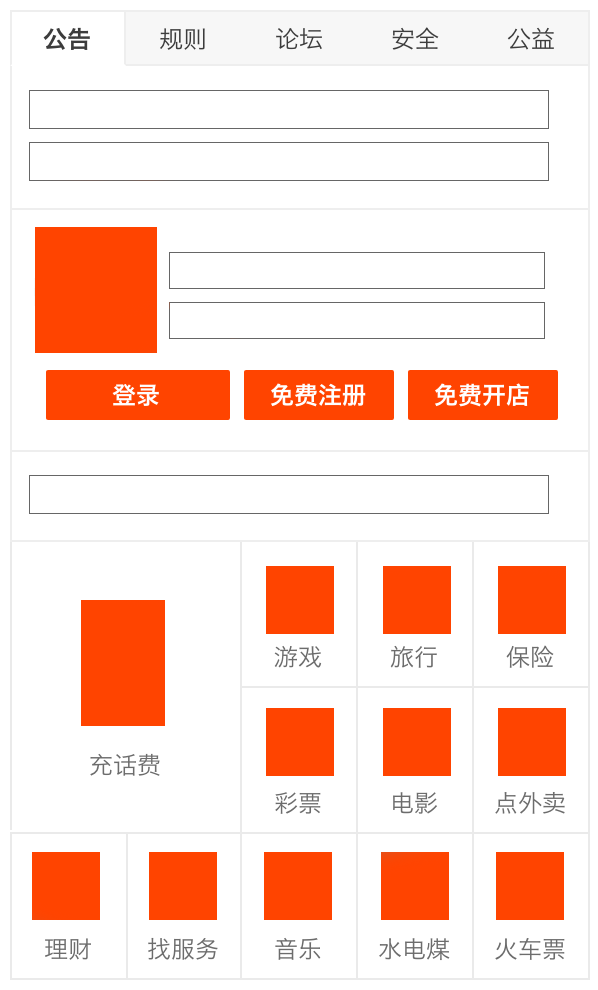 公告 规则 论坛 安全 公益
登录 免费注册 免费开店
游戏 旅行 保险
充话费
彩票 电影 点外卖
理财 找服务 音乐 水电煤 火车票